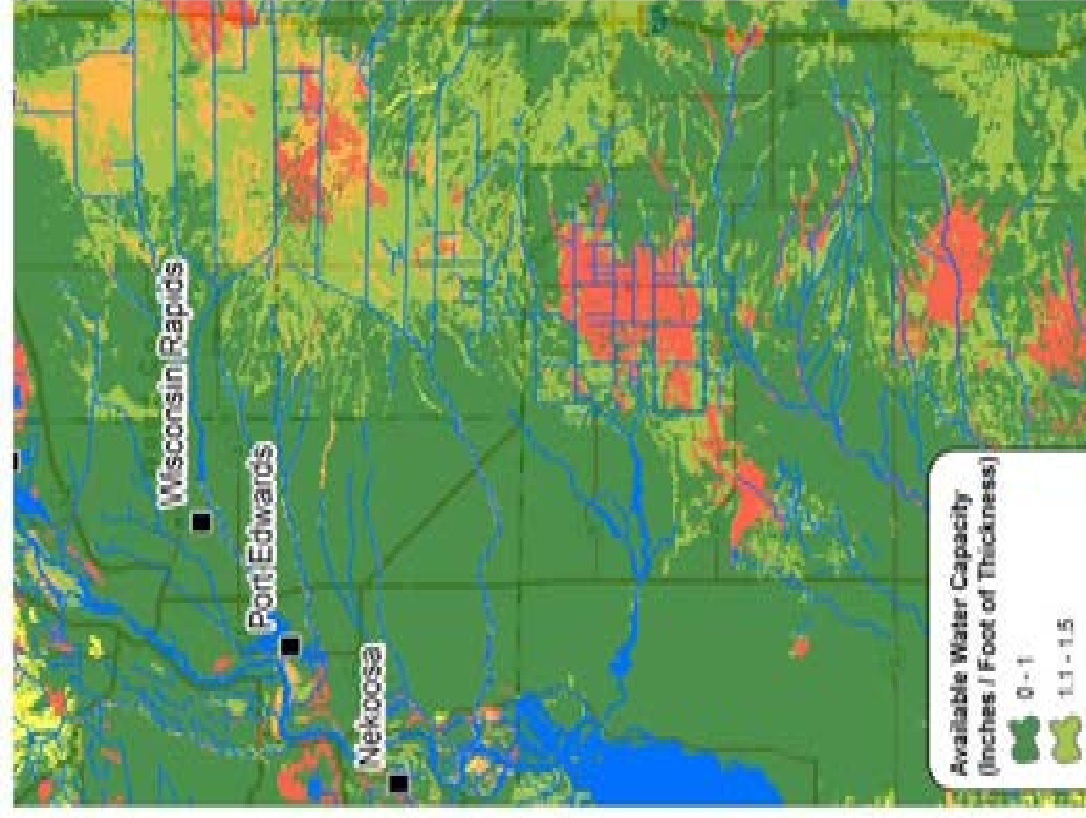 Wisconsin Rapids
Port Edwards
Nekoosa
Available Water Capacity
(Inches / Foot of Thickness)
0 - 1
1.1 - 1.5